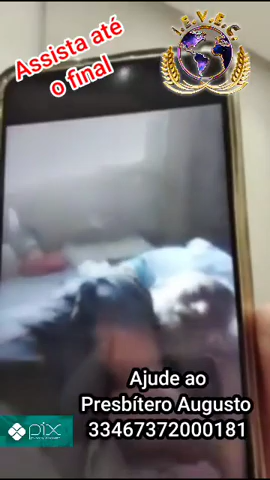 I.P.V.R.C.
Assista até
o final
Ajude ao
Presbítero Augusto
33467372000181
pix